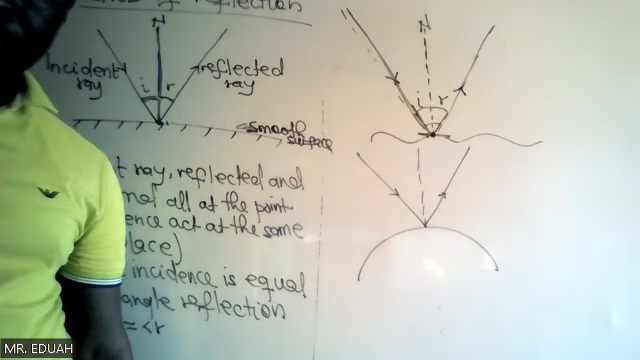 of reflection
N
Incident
ray
i
r
reflected
ray
smooth
surface
N
i
r
t ray, reflected and
mal all at the point
ence act at the same
lace)
incidence is equal
angle reflection
= <r
MR. EDUAH